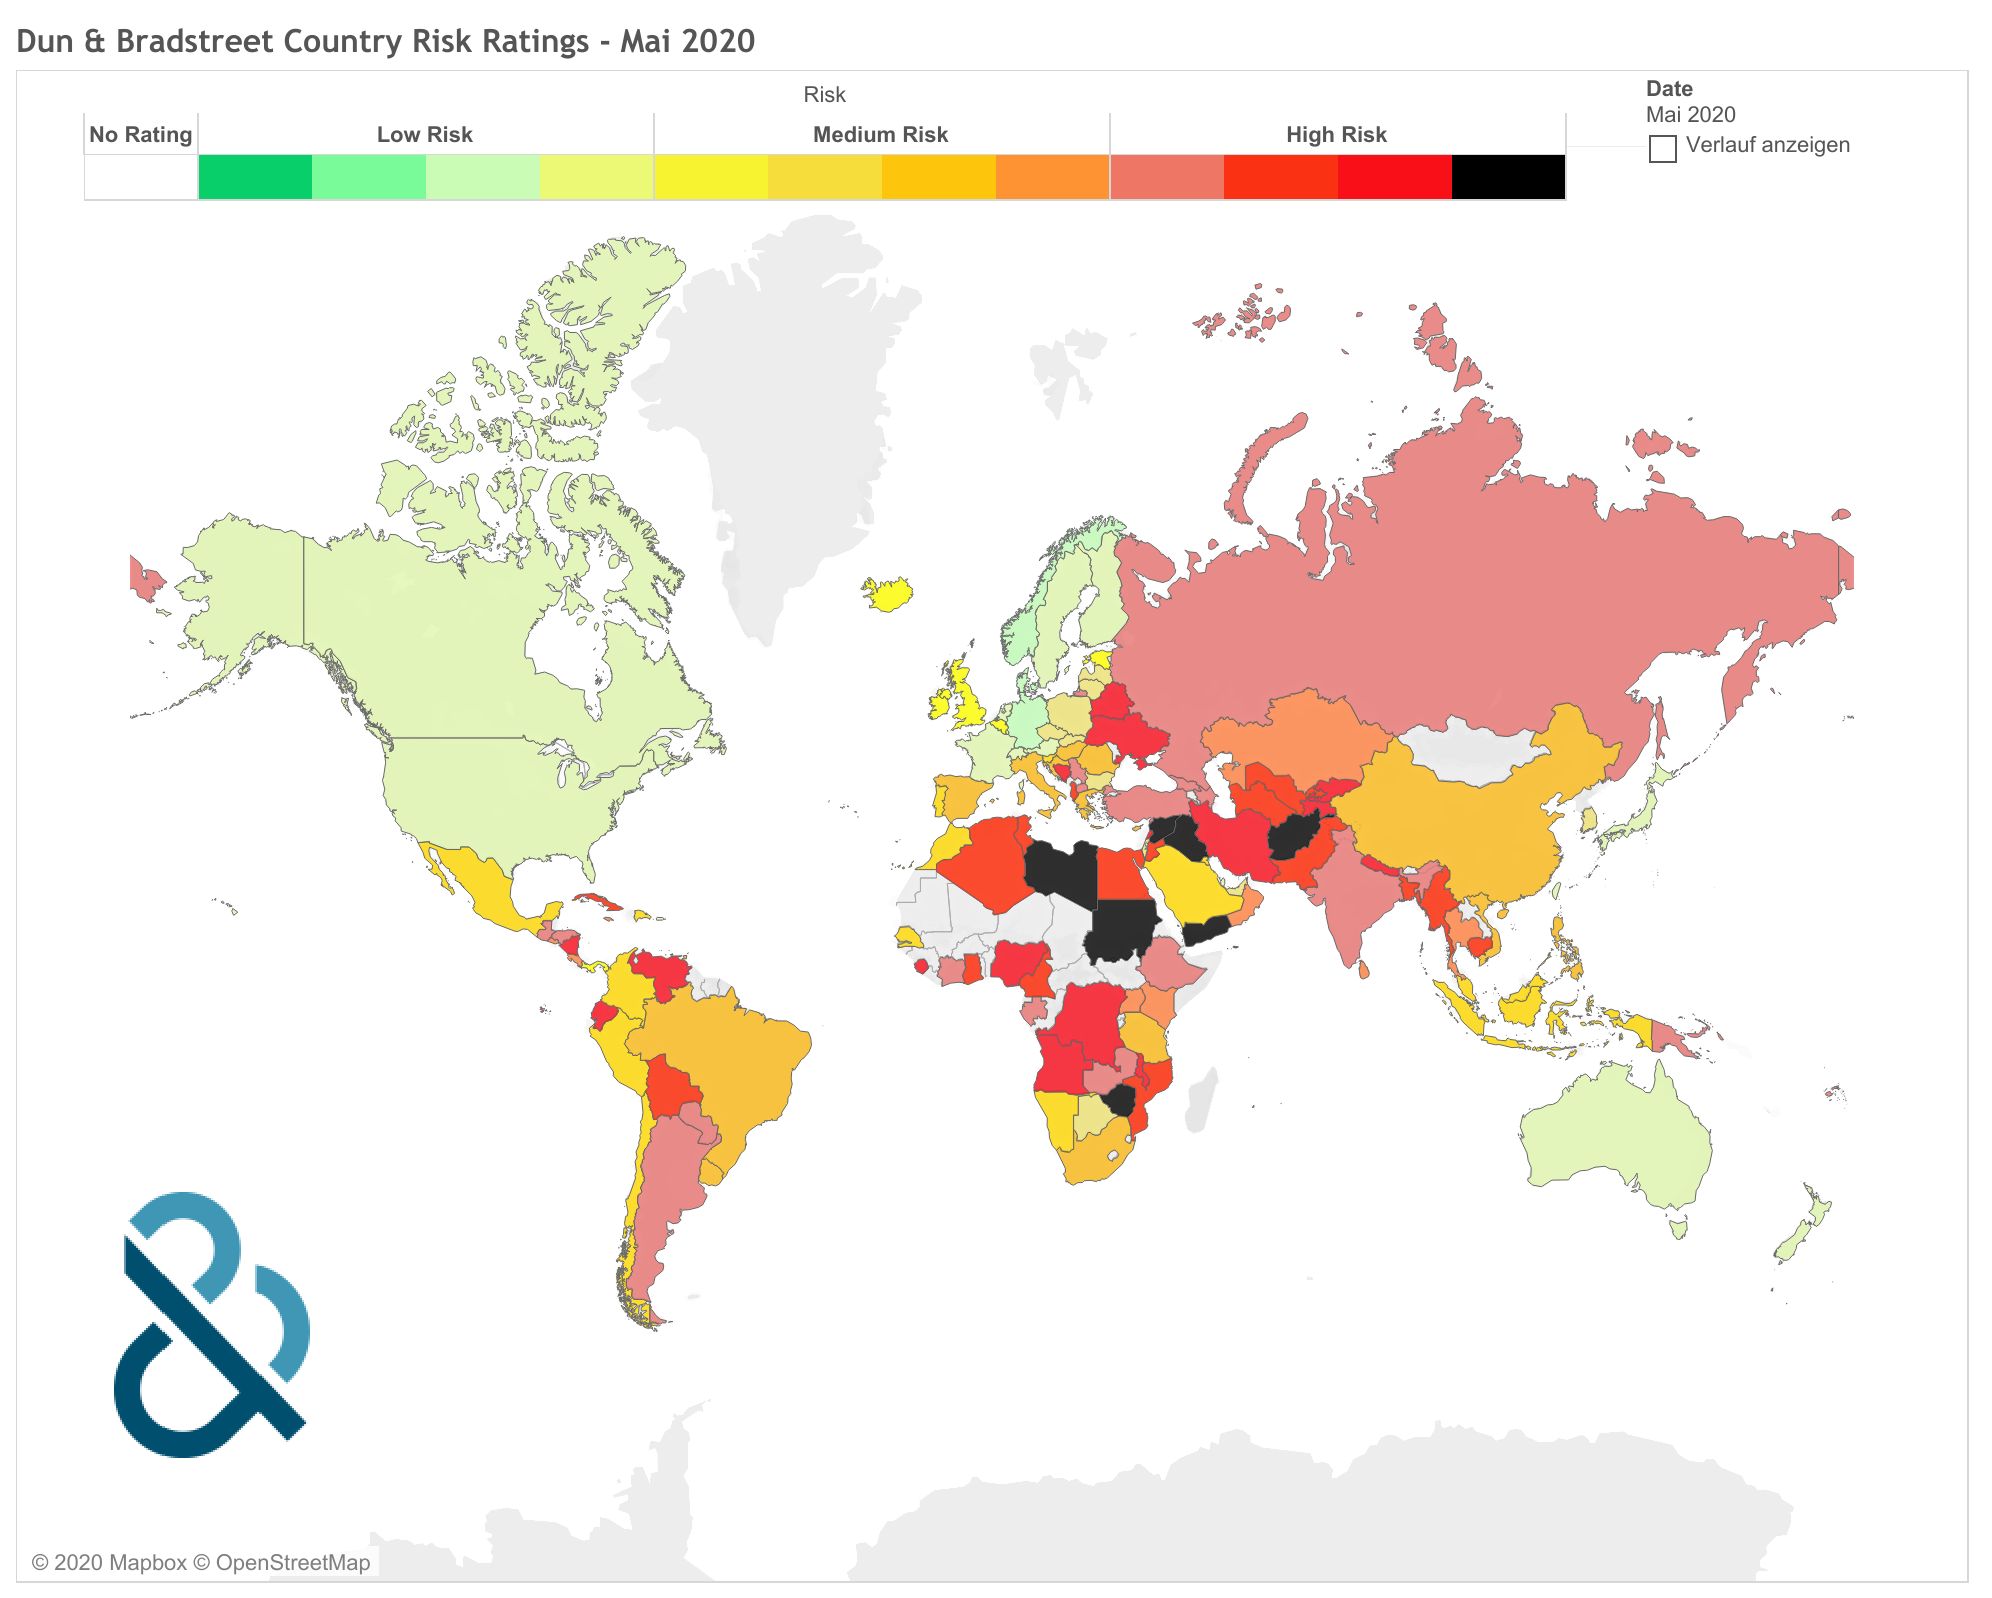 Dun & Bradstreet Country Risk Ratings - Mai 2020
Risk
No Rating
Low Risk
Medium Risk
High Risk
Date
Mai 2020
Verlauf anzeigen
© 2020 Mapbox © OpenStreetMap